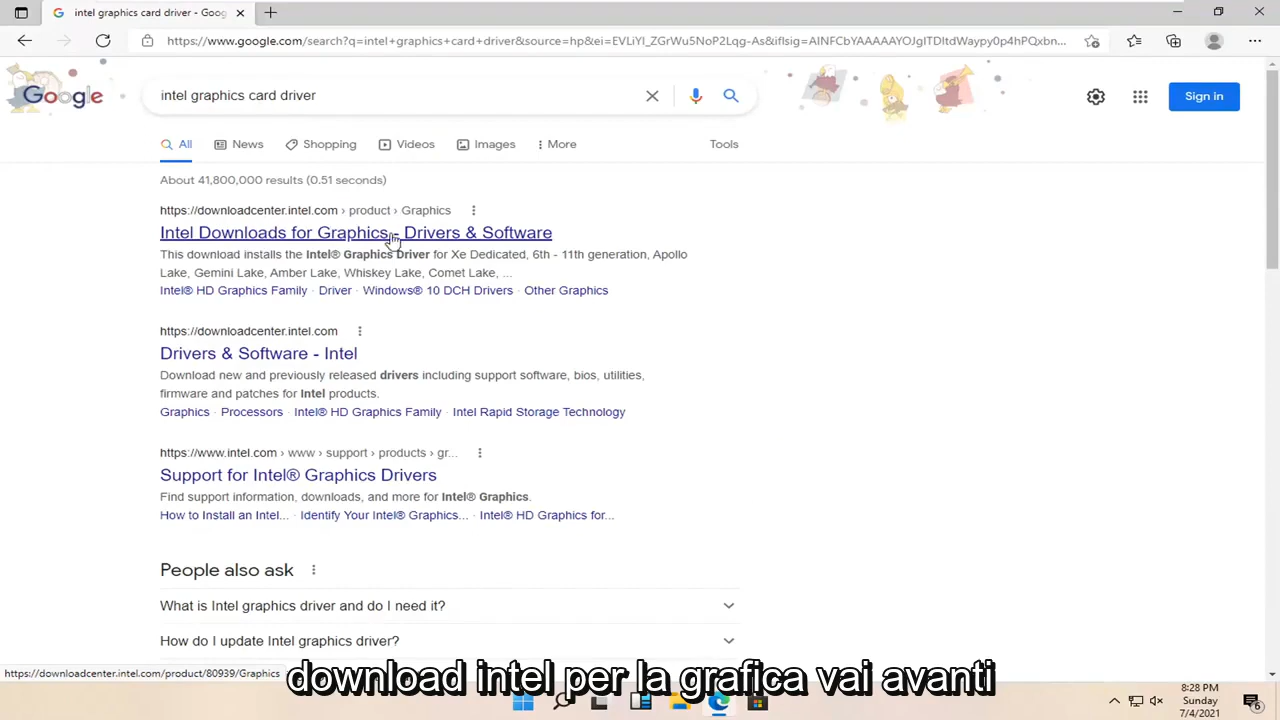 intel graphics card driver - Goog
https://www.google.com/search?q=intel+graphics+card+driver&source=hp&ei=EVLiYI_ZGrWu5NoP2Lqg-As&iflsig=AINFCbYAAAAAYOJgITDItdWaypy0p4hPQxbn...
Google
intel graphics card driver
Sign in
All
News
Shopping
Videos
Images
More
Tools
About 41,800,000 results (0.51 seconds)
https://downloadcenter.intel.com › product › Graphics
Intel Downloads for Graphics - Drivers & Software
This download installs the Intel® Graphics Driver for Xe Dedicated, 6th - 11th generation, Apollo
Lake, Gemini Lake, Amber Lake, Whiskey Lake, Comet Lake, ...
Intel® HD Graphics Family · Driver · Windows® 10 DCH Drivers · Other Graphics
https://downloadcenter.intel.com
Drivers & Software - Intel
Download new and previously released drivers including support software, bios, utilities,
firmware and patches for Intel products.
Graphics · Processors · Intel® HD Graphics Family · Intel Rapid Storage Technology
https://www.intel.com › www › support › products › gr...
Support for Intel® Graphics Drivers
Find support information, downloads, and more for Intel® Graphics.
How to Install an Intel... · Identify Your Intel® Graphics... · Intel® HD Graphics for...
People also ask
What is Intel graphics driver and do I need it?
How do I update Intel graphics driver?
https://downloadcenter.intel.com/product/80939/Graphics
download intel per la grafica vai avanti
8:28 PM
Sunday
7/4/2021
6